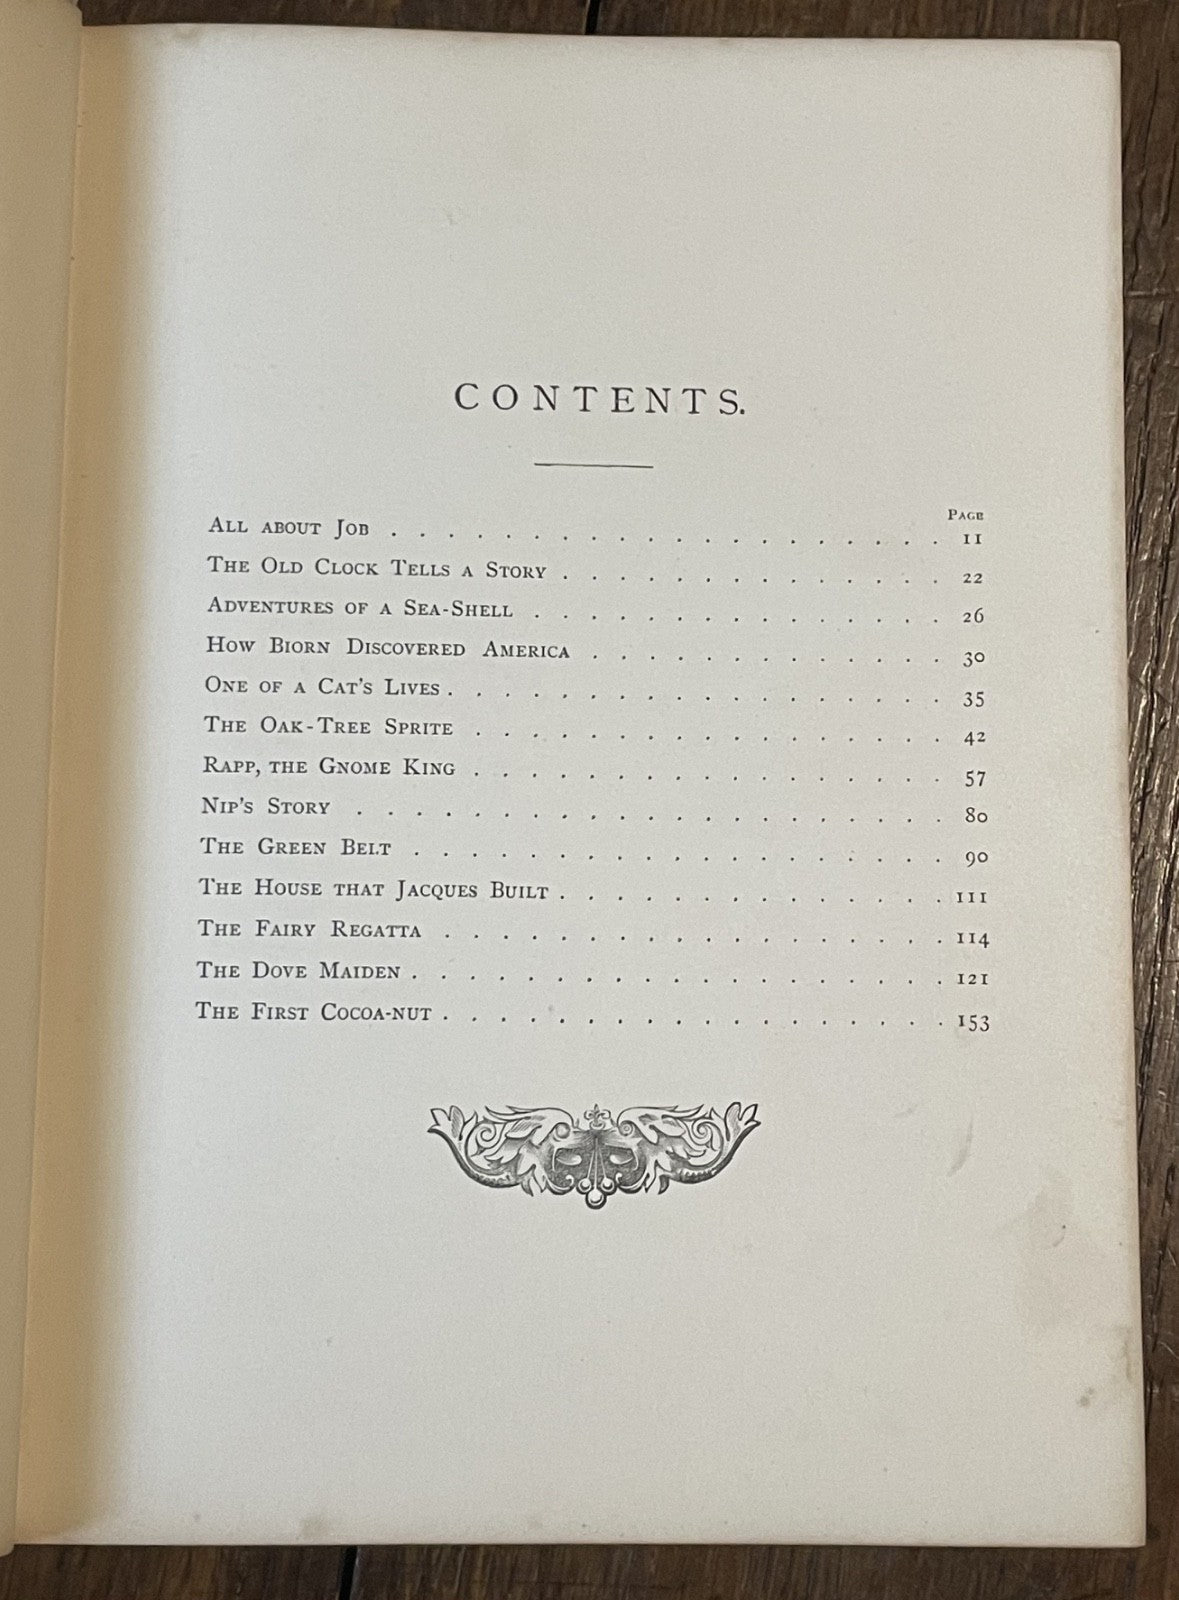 CONTENTS.
PAGE
ALL ABOUT JOB . . . . . . . . . . . . . . . . . . . . 11
THE OLD CLOCK TELLS A STORY . . . . . . . . . . . . . . 22
ADVENTURES OF A SEA-SHELL . . . . . . . . . . . . . . . 26
HOW BIORN DISCOVERED AMERICA . . . . . . . . . . . . . 30
ONE OF A CAT'S LIVES . . . . . . . . . . . . . . . . . . 35
THE OAK-TREE SPRITE . . . . . . . . . . . . . . . . . 42
RAPP, THE GNOME KING . . . . . . . . . . . . . . . . . 57
NIP'S STORY . . . . . . . . . . . . . . . . . . . . . 80
THE GREEN BELT . . . . . . . . . . . . . . . . . . . 90
THE HOUSE THAT JACQUES BUILT . . . . . . . . . . . . . . 111
THE FAIRY REGATTA . . . . . . . . . . . . . . . . . . 114
THE DOVE MAIDEN . . . . . . . . . . . . . . . . . . . 121
THE FIRST COCOA-NUT . . . . . . . . . . . . . . . . . . 153